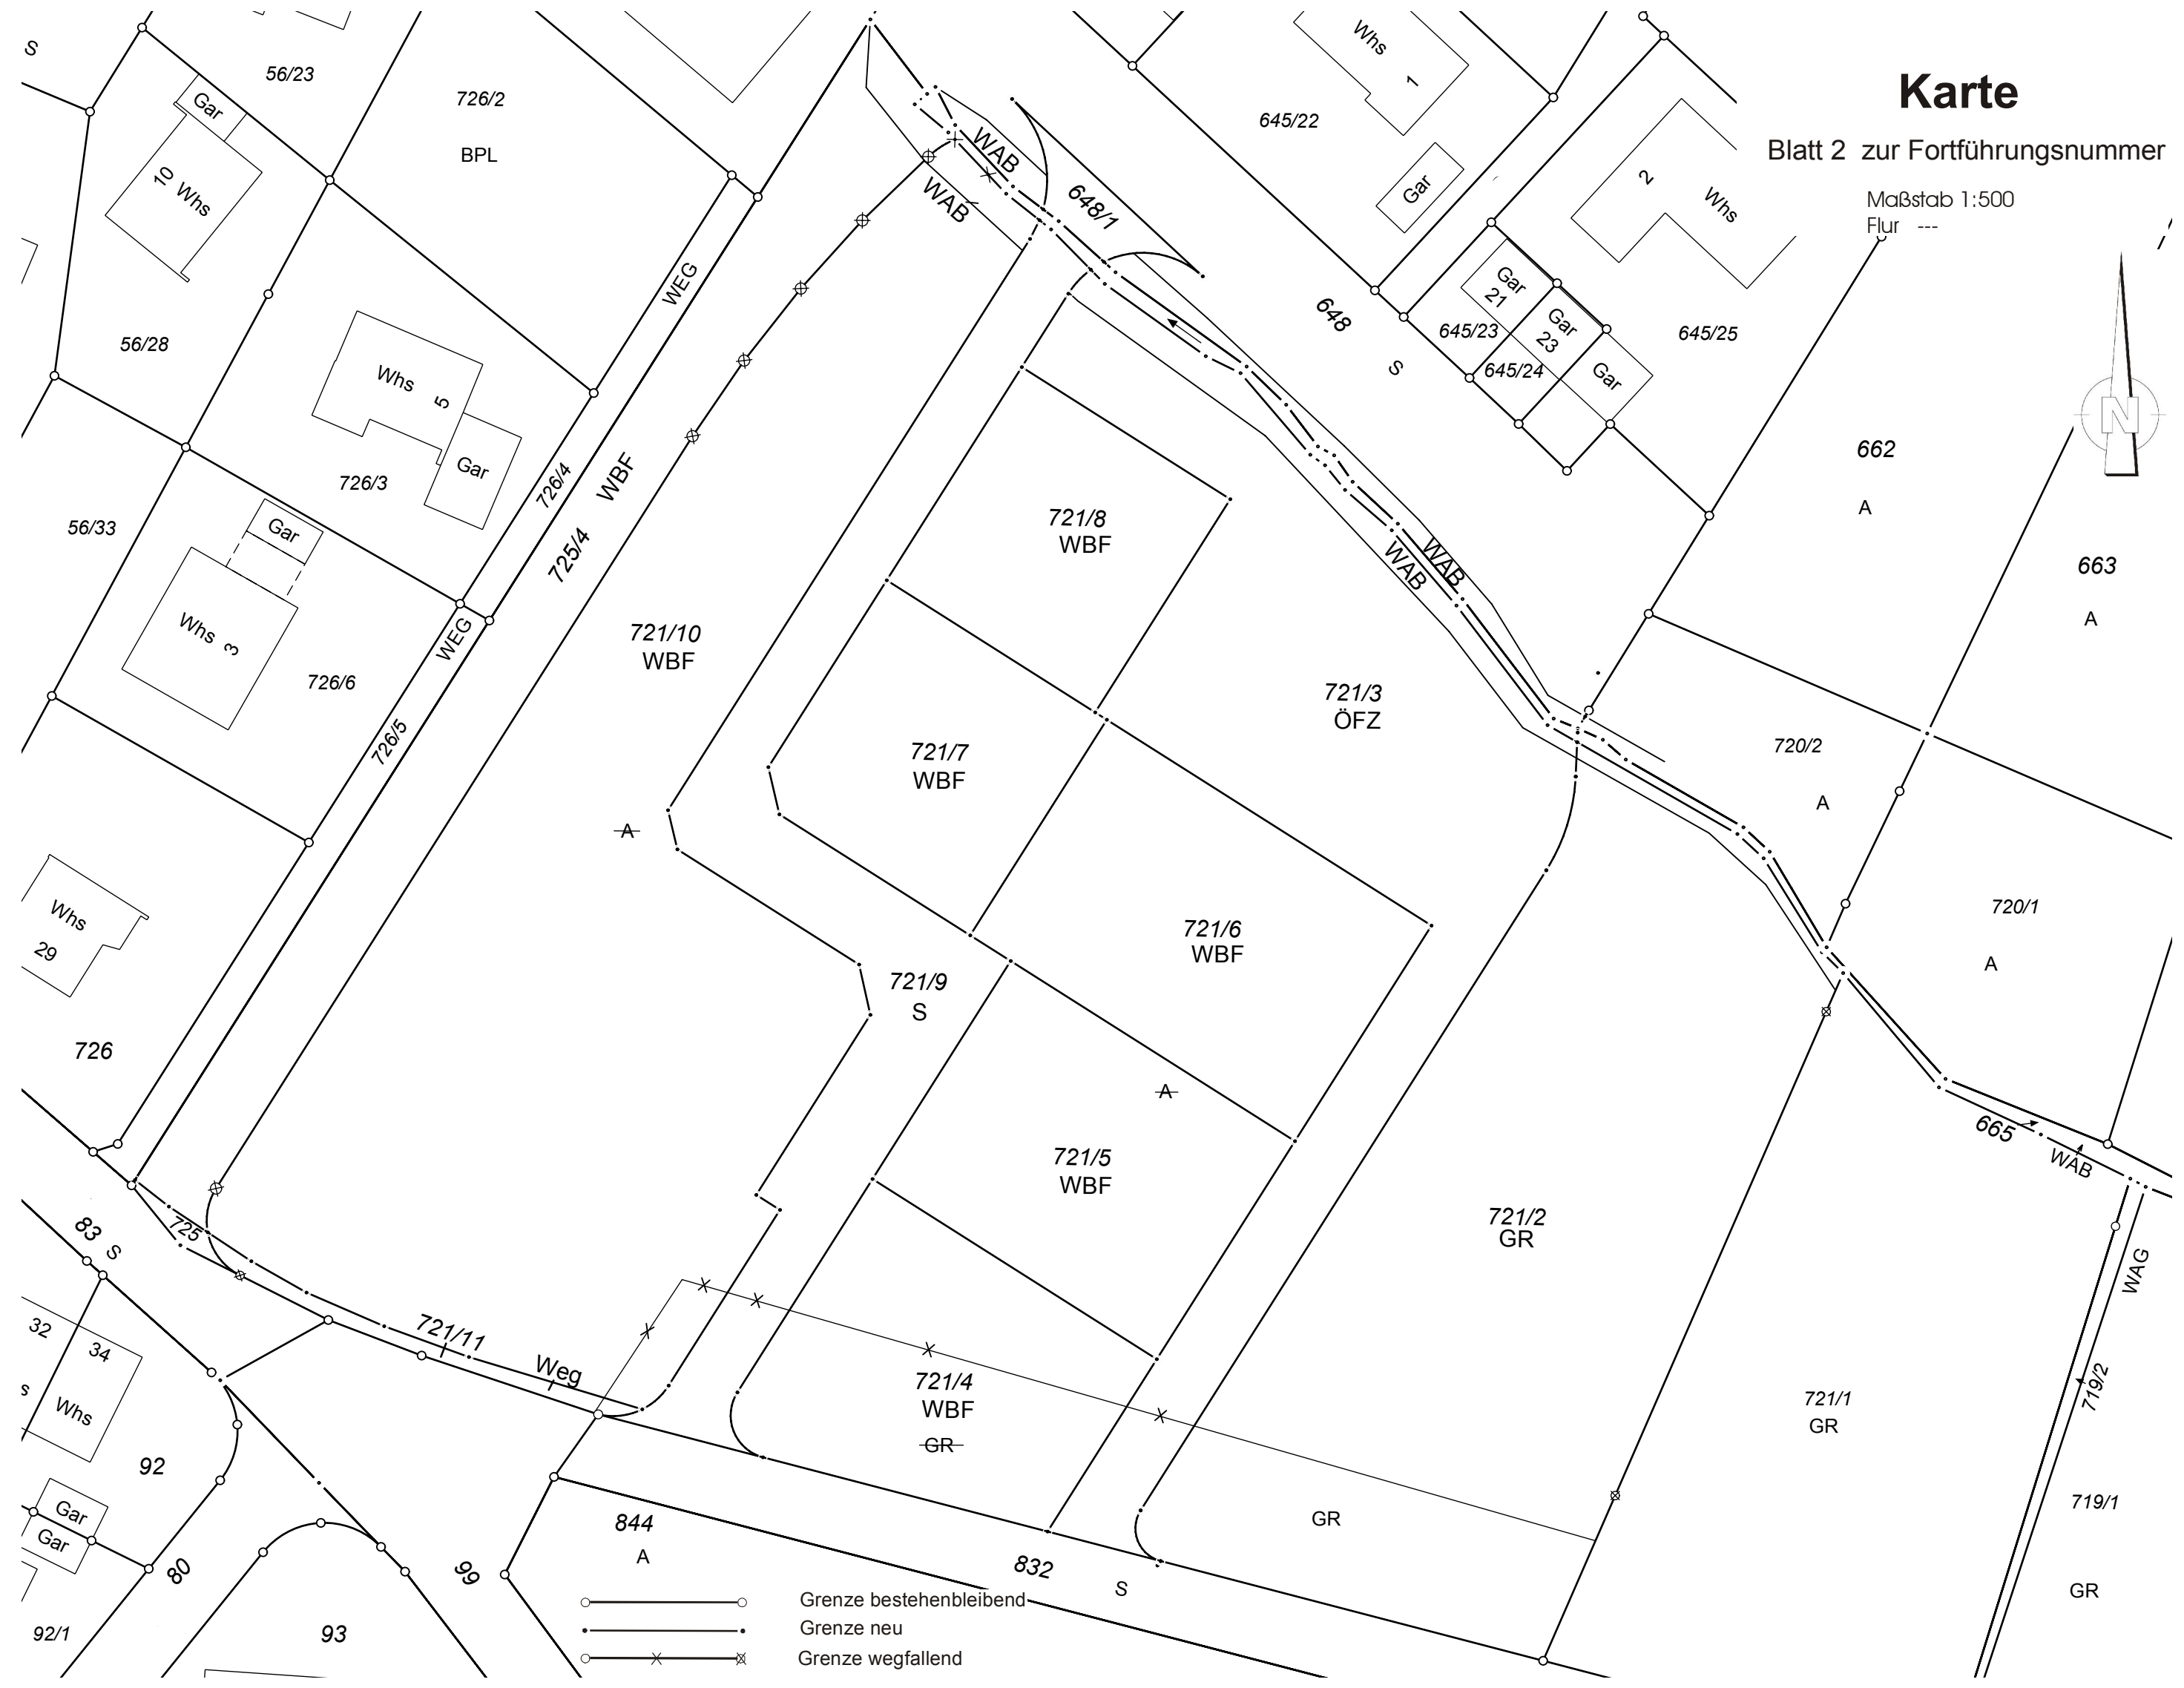 Karte
Blatt 2 zur Fortführungsnummer
Maßstab 1:500
Flur ---
N
S
56/23
Gar
10 Whs
726/2
BPL
56/28
Whs 5
Gar
726/3
56/33
Gar
Whs 3
726/6
WEG
726/4
WBF
725/4
WEG
726/5
Whs
29
726
WAB
WAB
648/1
645/22
Whs 1
Gar
2 Whs
648
S
Gar
21
Gar
23
Gar
645/23
645/24
645/25
662
A
663
A
721/8
WBF
WAB
WAB
721/10
WBF
721/3
ÖFZ
720/2
A
721/7
WBF
A
720/1
A
721/6
WBF
721/9
S
A
721/5
WBF
665
WAB
721/2
GR
83 S
725
721/11
Weg
32
34
s
Whs
92
721/4
WBF
GR
721/1
GR
WAG
719/2
719/1
GR
GR
Gar
Gar
80
99
844
A
832
S
92/1
93
Grenze bestehenbleibend
Grenze neu
Grenze wegfallend